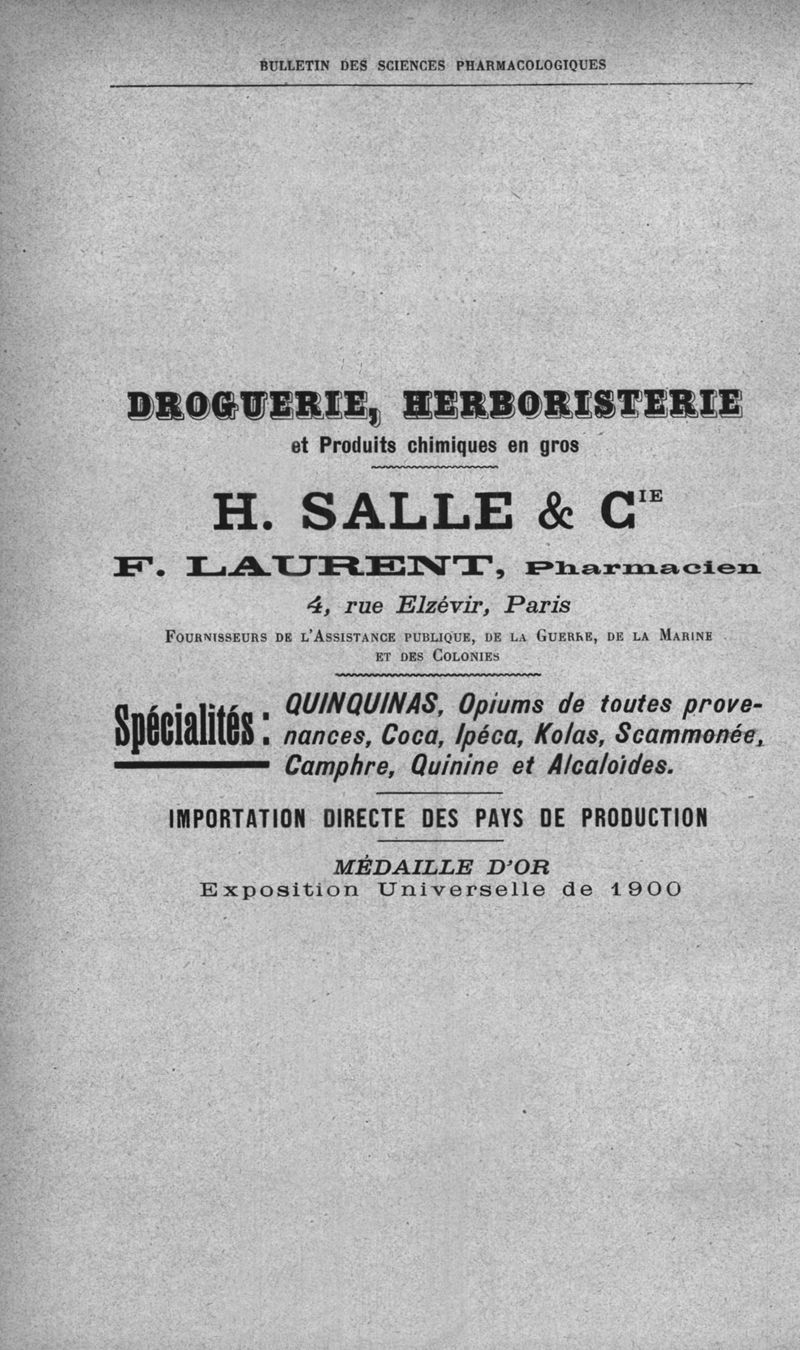 BULLETIN DES SCIENCES PHARMACOLOGIQUES
DROGUERIE, HERBORISTERIE
et Produits chimiques en gros
H. SALLE & CIE
F. LAURENT, Pharmacien
4, rue Elzévir, Paris
FOURNISSEURS DE L'ASSISTANCE PUBLIQUE, DE LA GUERRE, DE LA MARINE
ET DES COLONIES
Spécialités : QUINQUINAS, Opiums de toutes prove-
nances, Coca, Ipéca, Kolas, Scammonée,
Camphre, Quinine et Alcaloïdes.
IMPORTATION DIRECTE DES PAYS DE PRODUCTION
MÉDAILLE D'OR
Exposition Universelle de 1900